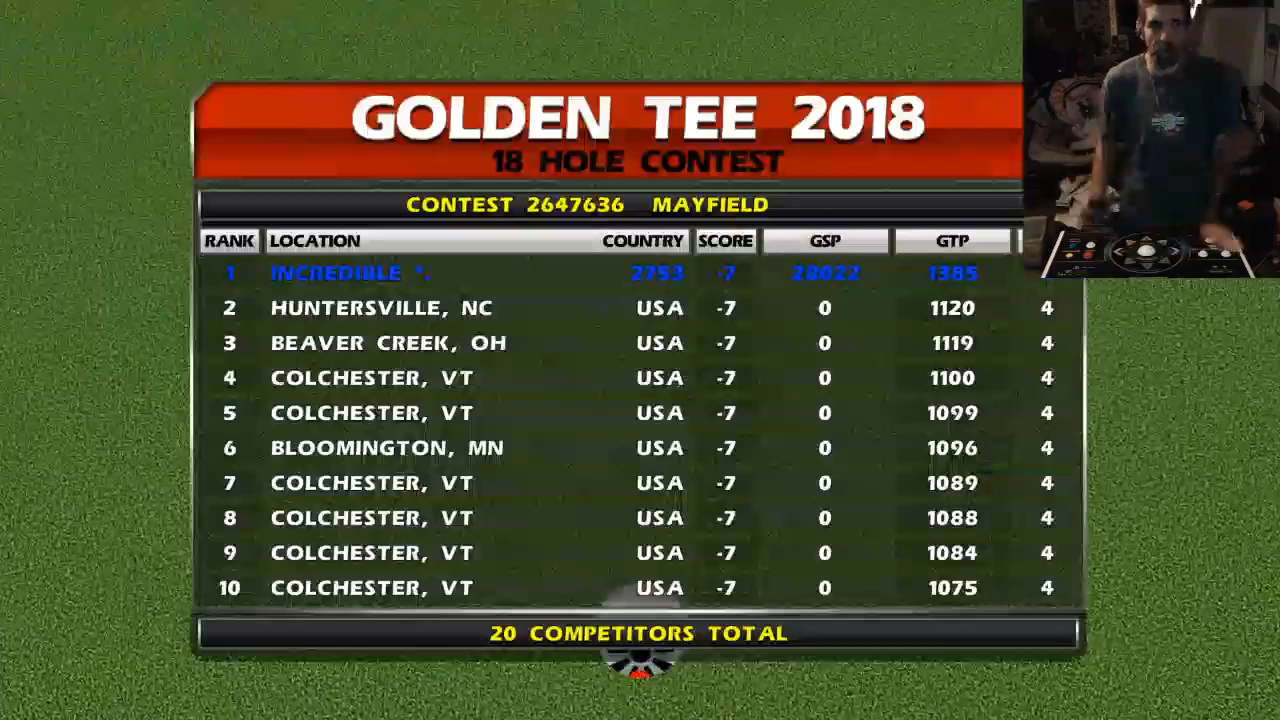 GOLDEN TEE 2018
18 HOLE CONTEST
CONTEST 2647636 MAYFIELD
RANK LOCATION COUNTRY SCORE GSP GTP
1 INCREDIBLE *. 2753 -7 28022 1385
2 HUNTERSVILLE, NC USA -7 0 1120 4
3 BEAVER CREEK, OH USA -7 0 1119 4
4 COLCHESTER, VT USA -7 0 1100 4
5 COLCHESTER, VT USA -7 0 1099 4
6 BLOOMINGTON, MN USA -7 0 1096 4
7 COLCHESTER, VT USA -7 0 1089 4
8 COLCHESTER, VT USA -7 0 1088 4
9 COLCHESTER, VT USA -7 0 1084 4
10 COLCHESTER, VT USA -7 0 1075 4
20 COMPETITORS TOTAL